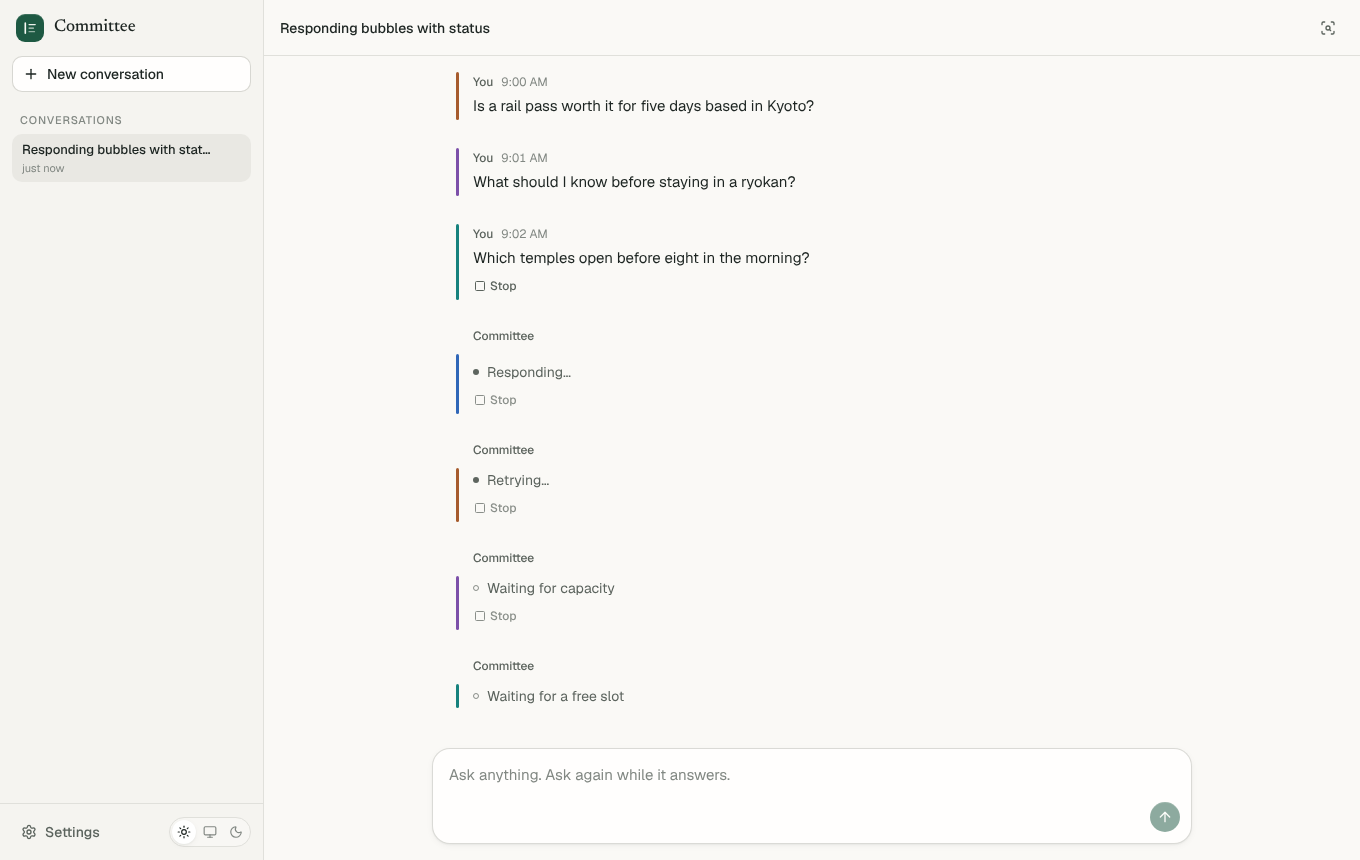 Committee
New conversation
CONVERSATIONS
Responding bubbles with stat…
just now
Settings
Responding bubbles with status
You 9:00 AM
Is a rail pass worth it for five days based in Kyoto?
You 9:01 AM
What should I know before staying in a ryokan?
You 9:02 AM
Which temples open before eight in the morning?
Stop
Committee
Responding…
Stop
Committee
Retrying…
Stop
Committee
Waiting for capacity
Stop
Committee
Waiting for a free slot
Ask anything. Ask again while it answers.